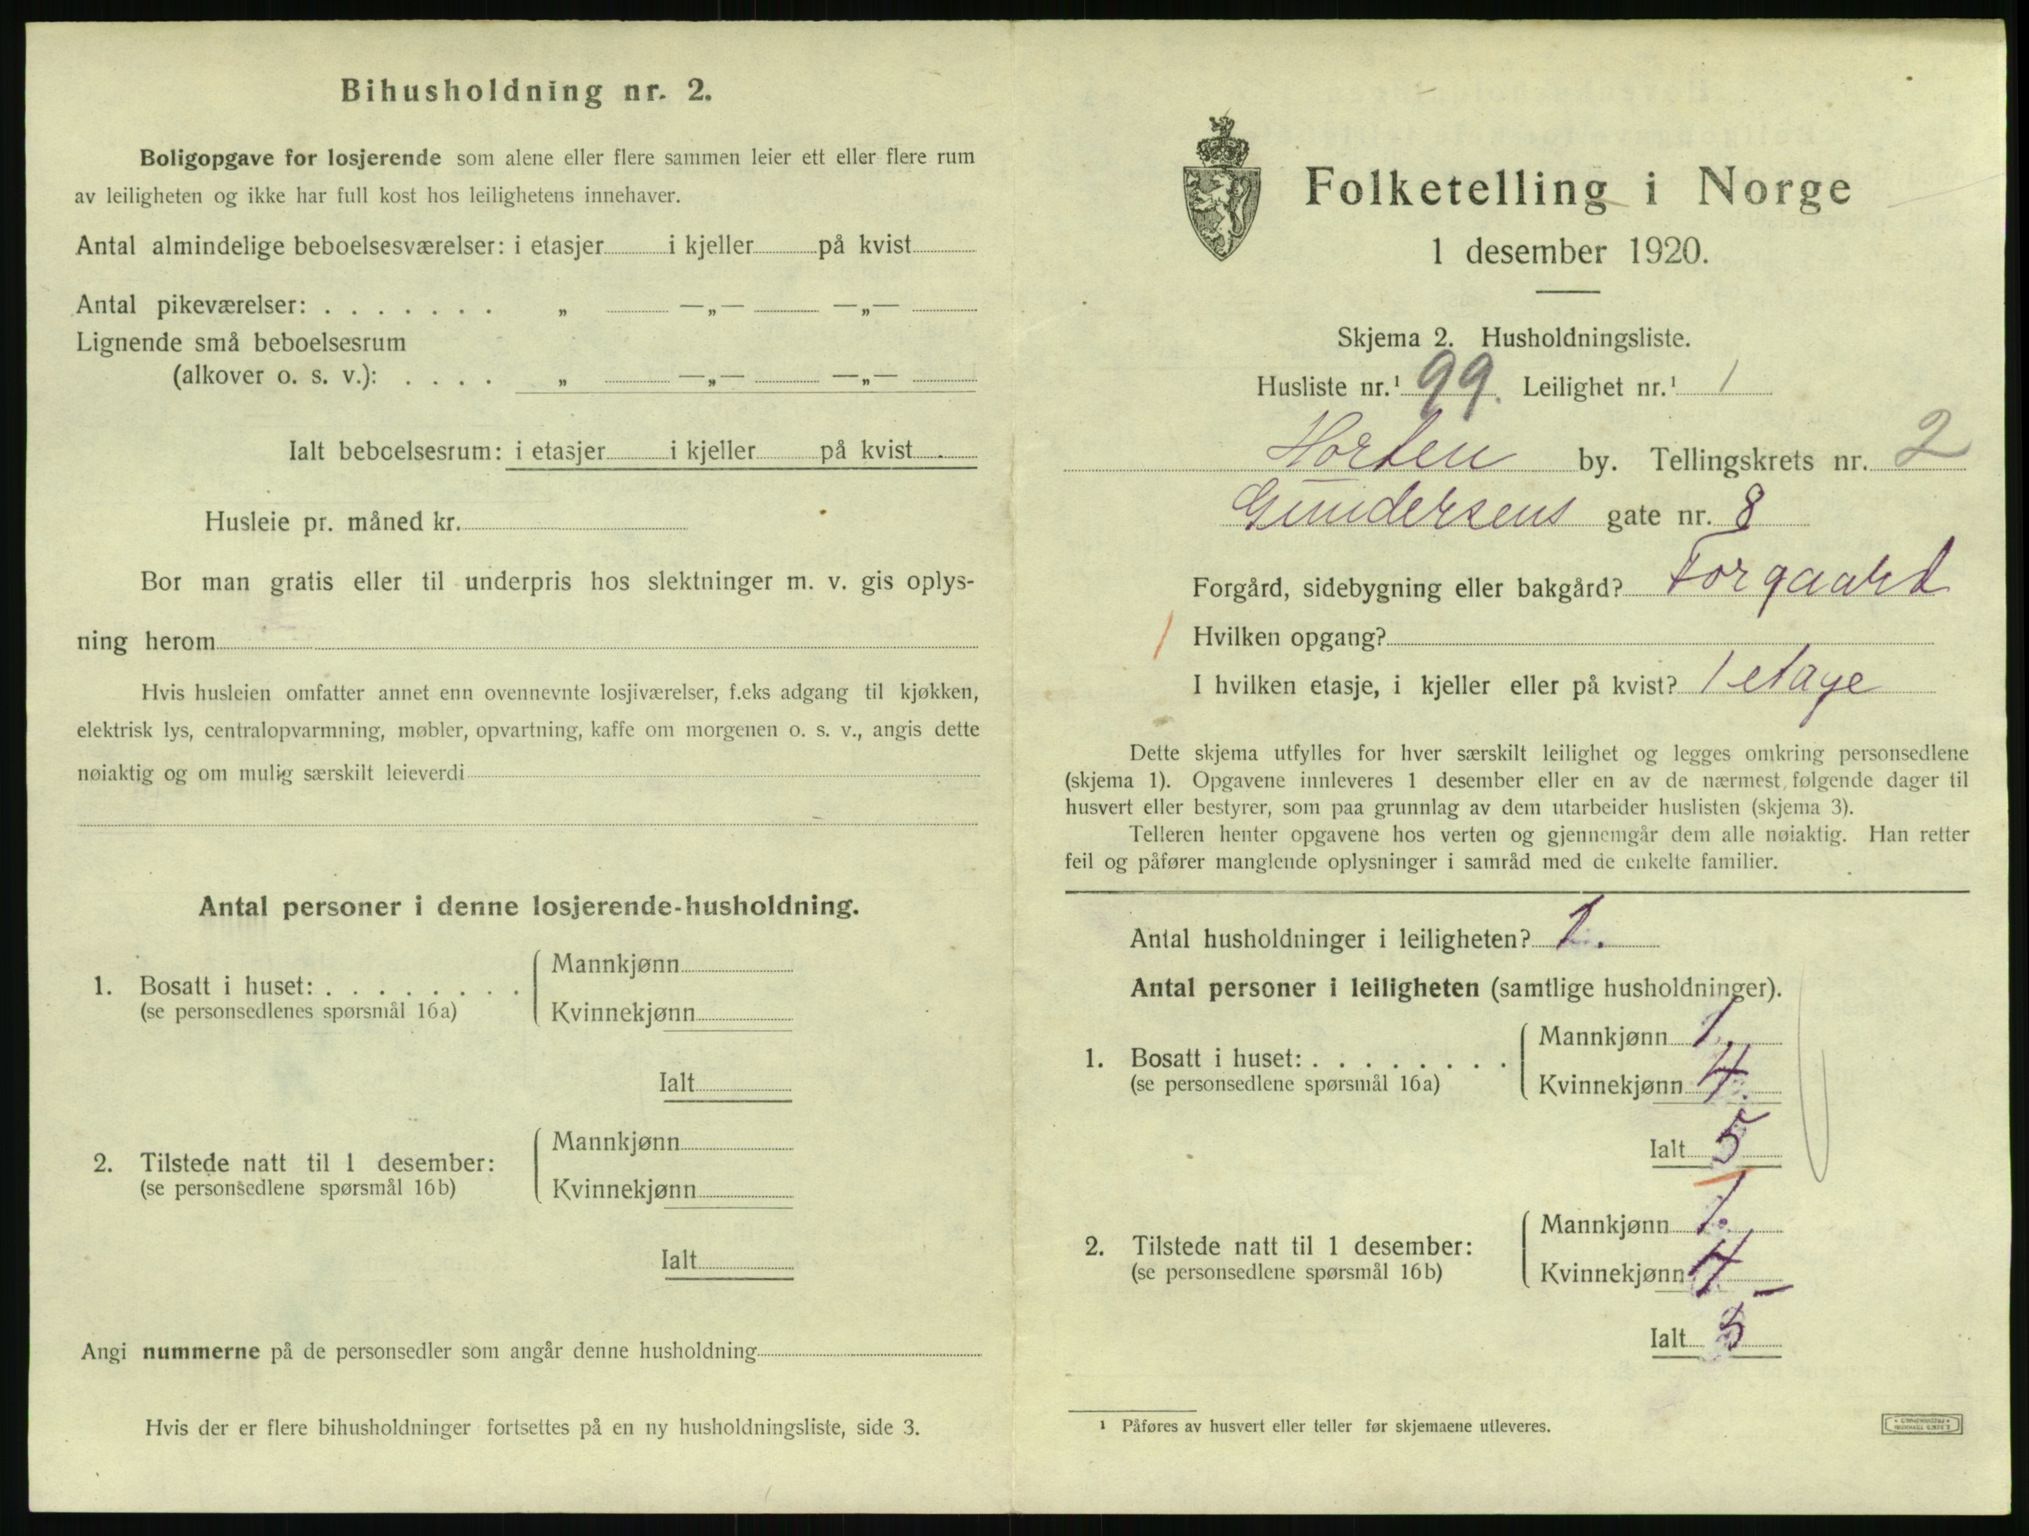 Bihusholdning nr. 2.
Boligopgave for losjerende som alene eller flere sammen leier ett eller flere rum
av leiligheten og ikke har full kost hos leilighetens innehaver.
Antal almindelige beboelsesværelser: i etasjer i kjeller på kvist
Antal pikeværelser: . . . . . . . „ —„— —„—
Lignende små beboelsesrum
(alkover o. s. v.): . . . . „ —„— —„—
Ialt beboelsesrum: i etasjer i kjeller på kvist
Husleie pr. måned kr.
Bor man gratis eller til underpris hos slektninger m. v. gis oplys-
ning herom
Hvis husleien omfatter annet enn ovennevnte losjiværelser, f.eks adgang til kjøkken,
elektrisk lys, centralopvarmning, møbler, opvartning, kaffe om morgenen o. s. v., angis dette
nøiaktig og om mulig særskilt leieverdi
Antal personer i denne losjerende-husholdning.
1. Bosatt i huset: . . . . . . . .
(se personsedlenes spørsmål 16a)
Mannkjønn
Kvinnekjønn
Ialt
2. Tilstede natt til 1 desember:
(se personsedlene spørsmål 16b)
Mannkjønn
Kvinnekjønn
Ialt
Angi nummerne på de personsedler som angår denne husholdning
Hvis der er flere bihusholdninger fortsettes på en ny husholdningsliste, side 3.
Folketelling i Norge
1 desember 1920.
Skjema 2. Husholdningsliste.
Husliste nr.¹ 99. Leilighet nr.¹ 1
Horten by. Tellingskrets nr. 2
Gundersens gate nr. 8
Forgård, sidebygning eller bakgård? Forgaard
1 Hvilken opgang?
I hvilken etasje, i kjeller eller på kvist? 1 etage
Dette skjema utfylles for hver særskilt leilighet og legges omkring personsedlene
(skjema 1). Opgavene innleveres 1 desember eller en av de nærmest følgende dager til
husvert eller bestyrer, som paa grunnlag av dem utarbeider huslisten (skjema 3).
Telleren henter opgavene hos verten og gjennemgår dem alle nøiaktig. Han retter
feil og påfører manglende oplysninger i samråd med de enkelte familier.
Antal husholdninger i leiligheten? 1.
Antal personer i leiligheten (samtlige husholdninger).
1. Bosatt i huset: . . . . . . . .
(se personsedlene spørsmål 16a)
Mannkjønn 1.
Kvinnekjønn 4.
Ialt 5
2. Tilstede natt til 1 desember:
(se personsedlene spørsmål 16b)
Mannkjønn 1.
Kvinnekjønn 4
Ialt 5
¹ Påføres av husvert eller teller før skjemaene utleveres.